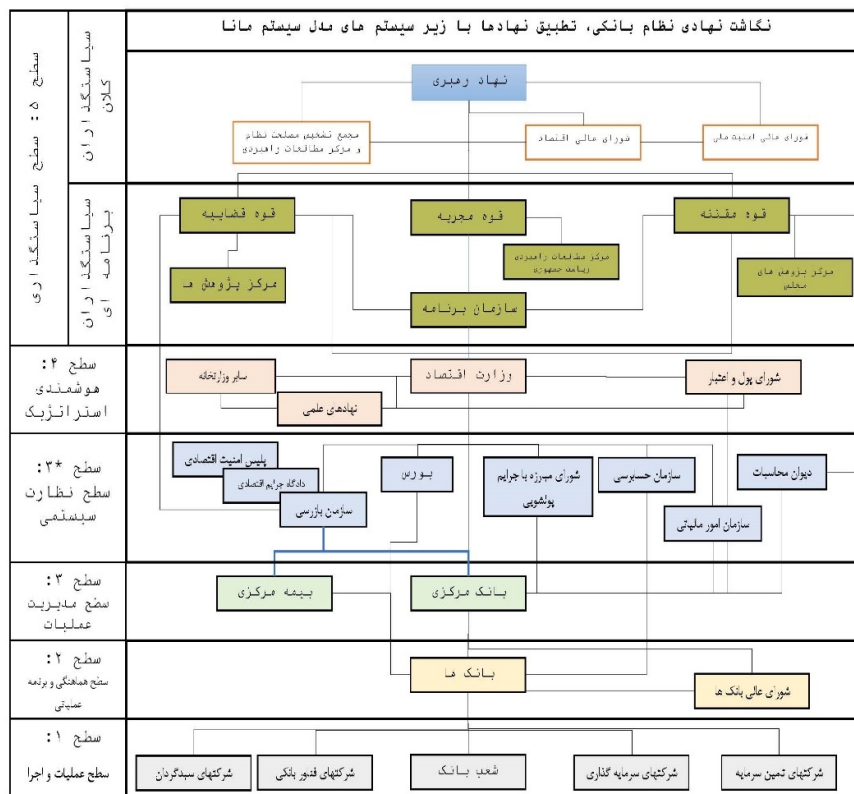 نگاشت نهادی نظام بانکی، تطبیق نهادها با زیر سیستم های مدل سیستم مانا
سطح ۵: سطح سیاستگذاری
سیاستگذاران
کلان
نهاد رهبری
شورای عالی امنیت ملی
شورای عالی اقتصاد
مجمع تشخیص مصلحت نظام
و مرکز مطالعات راهبردی
سیاستگذاران
برنامه ای
قوه مقننه
قوه مجریه
قوه قضاییه
مرکز پژوهش های
مجلس
مرکز مطالعات راهبردی
ریاست جمهوری
مرکز پژوهش ها
سازمان برنامه
سطح ۴:
هوشمندی
استراتژیک
شورای پول و اعتبار
وزارت اقتصاد
سایر وزارتخانه
نهادهای علمی
سطح ۳*:
سطح نظارت
سیستمی
دیوان محاسبات
سازمان حسابرسی
شورای مبرزه با جرایم
پولشویی
بورس
پلیس امنیت اقتصادی
دادگاه جرایم اقتصادی
سازمان بازرسی
سازمان امور مالیاتی
سطح ۳:
سطح مدیریت
عملیات
بانک مرکزی
بیمه مرکزی
سطح ۲:
سطح هماهنگی و برنامه
عملیاتی
بانک ها
شورای عالی بانک ها
سطح ۱:
سطح عملیات و اجرا
شرکتهای تامین سرمایه
شرکتهای سرمایه گذاری
شعب بانک
شرکتهای بانکی
شرکتهای سبدگردان